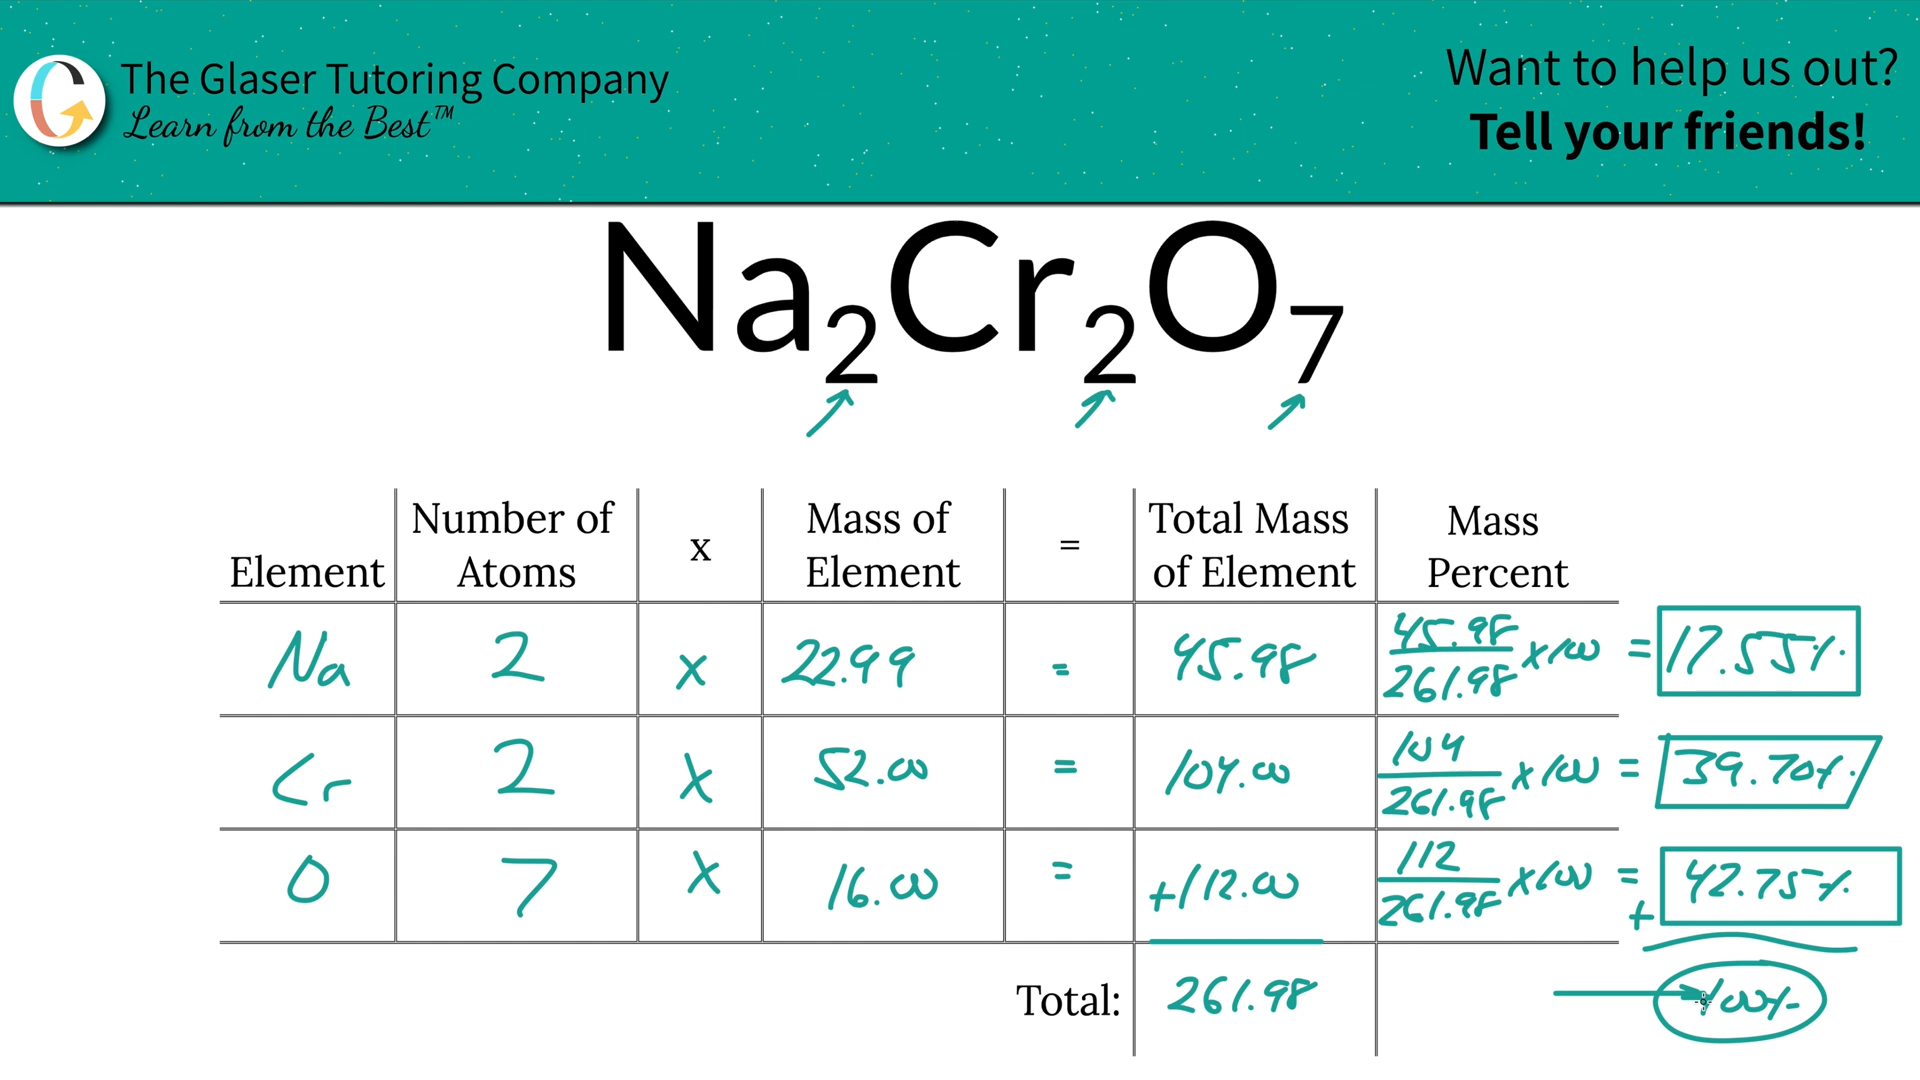 The Glaser Tutoring Company
Learn from the Best™
Want to help us out?
Tell your friends!
Na₂Cr₂O₇
Element Number of Atoms x Mass of Element = Total Mass of Element Mass Percent
Na 2 x 22.99 = 45.98 45.98/261.98 x100 = 17.55%
Cr 2 x 52.00 = 104.00 104/261.98 x100 = 39.70%
O 7 x 16.00 = +112.00 112/261.98 x100 = + 42.75%
Total: 261.98 100%